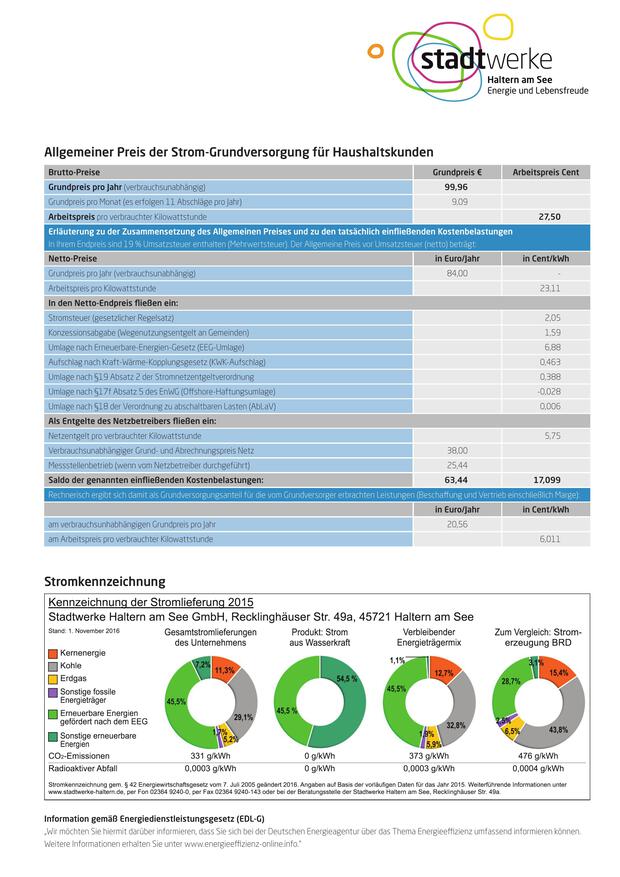 stadtwerke
Haltern am See
Energie und Lebensfreude
Allgemeiner Preis der Strom-Grundversorgung für Haushaltskunden
Brutto-Preise Grundpreis € Arbeitspreis Cent
Grundpreis pro Jahr (verbrauchsunabhängig) 99,96
Grundpreis pro Monat (es erfolgen 11 Abschläge pro Jahr) 9,09
Arbeitspreis pro verbrauchter Kilowattstunde 27,50
Erläuterung zu der Zusammensetzung des Allgemeinen Preises und zu den tatsächlich einfließenden Kostenbelastungen
In Ihrem Endpreis sind 19 % Umsatzsteuer enthalten (Mehrwertsteuer). Der Allgemeine Preis vor Umsatzsteuer (netto) beträgt:
Netto-Preise in Euro/Jahr in Cent/kWh
Grundpreis pro Jahr (verbrauchsunabhängig) 84,00 -
Arbeitspreis pro Kilowattstunde 23,11
In den Netto-Endpreis fließen ein:
Stromsteuer (gesetzlicher Regelsatz) 2,05
Konzessionsabgabe (Wegenutzungsentgelt an Gemeinden) 1,59
Umlage nach Erneuerbare-Energien-Gesetz (EEG-Umlage) 6,88
Aufschlag nach Kraft-Wärme-Kopplungsgesetz (KWK-Aufschlag) 0,463
Umlage nach §19 Absatz 2 der Stromnetzentgeltverordnung 0,388
Umlage nach §17f Absatz 5 des EnWG (Offshore-Haftungsumlage) -0,028
Umlage nach §18 der Verordnung zu abschaltbaren Lasten (AbLaV) 0,006
Als Entgelte des Netzbetreibers fließen ein:
Netzentgelt pro verbrauchter Kilowattstunde 5,75
Verbrauchsunabhängiger Grund- und Abrechnungspreis Netz 38,00
Messstellenbetrieb (wenn vom Netzbetreiber durchgeführt) 25,44
Saldo der genannten einfließenden Kostenbelastungen: 63,44 17,099
Rechnerisch ergibt sich damit als Grundversorgungsanteil für die vom Grundversorger erbrachten Leistungen (Beschaffung und Vertrieb einschließlich Marge):
in Euro/Jahr in Cent/kWh
am verbrauchsunhabhängigen Grundpreis pro Jahr 20,56
am Arbeitspreis pro verbrauchter Kilowattstunde 6,011
Stromkennzeichnung
Kennzeichnung der Stromlieferung 2015
Stadtwerke Haltern am See GmbH, Recklinghäuser Str. 49a, 45721 Haltern am See
Stand: 1. November 2016
Gesamtstromlieferungen des Unternehmens
Produkt: Strom aus Wasserkraft
Verbleibender Energieträgermix
Zum Vergleich: Stromerzeugung BRD
Kernenergie
Kohle
Erdgas
Sonstige fossile
Energieträger
Erneuerbare Energien
gefördert nach dem EEG
Sonstige erneuerbare
Energien
7,2% 11,3% 29,1% 5,2% 1,7% 45,5%
54,5 % 45,5 %
1,1% 12,7% 32,8% 5,9% 1,9% 45,5%
3,1% 15,4% 43,8% 6,5% 2,5% 28,7%
CO₂-Emissionen 331 g/kWh 0 g/kWh 373 g/kWh 476 g/kWh
Radioaktiver Abfall 0,0003 g/kWh 0 g/kWh 0,0003 g/kWh 0,0004 g/kWh
Stromkennzeichnung gem. § 42 Energiewirtschaftsgesetz vom 7. Juli 2005 geändert 2016. Angaben auf Basis der vorläufigen Daten für das Jahr 2015. Weiterführende Informationen unter
www.stadtwerke-haltern.de, per Fon 02364 9240-0, per Fax 02364 9240-143 oder bei der Beratungsstelle der Stadtwerke Haltern am See, Recklinghäuser Str. 49a.
Information gemäß Energiedienstleistungsgesetz (EDL-G)
„Wir möchten Sie hiermit darüber informieren, dass Sie sich bei der Deutschen Energieagentur über das Thema Energieeffizienz umfassend informieren können.
Weitere Informationen erhalten Sie unter www.energieeffizienz-online.info.“